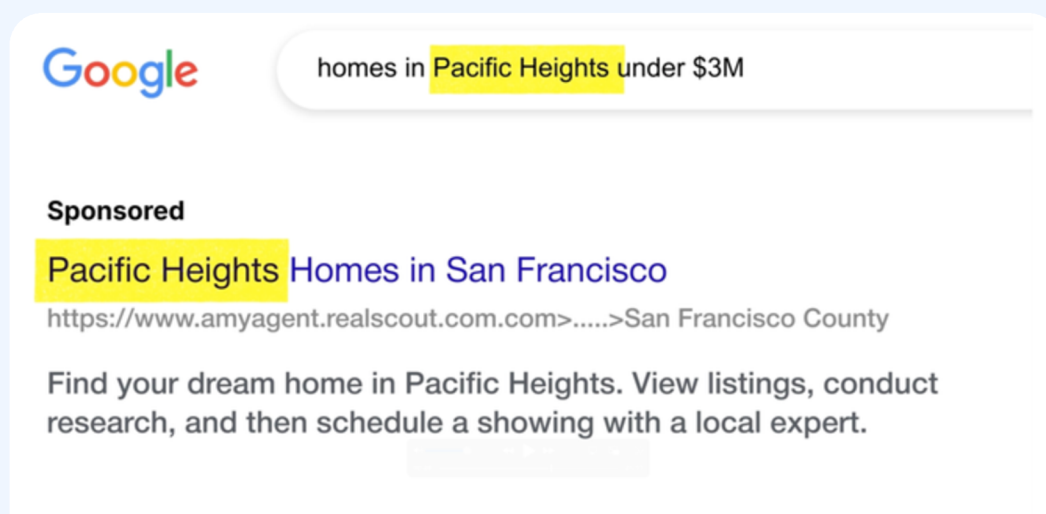 Google
homes in Pacific Heights under $3M
Sponsored
Pacific Heights Homes in San Francisco
https://www.amyagent.realscout.com.com>.....>San Francisco County
Find your dream home in Pacific Heights. View listings, conduct
research, and then schedule a showing with a local expert.